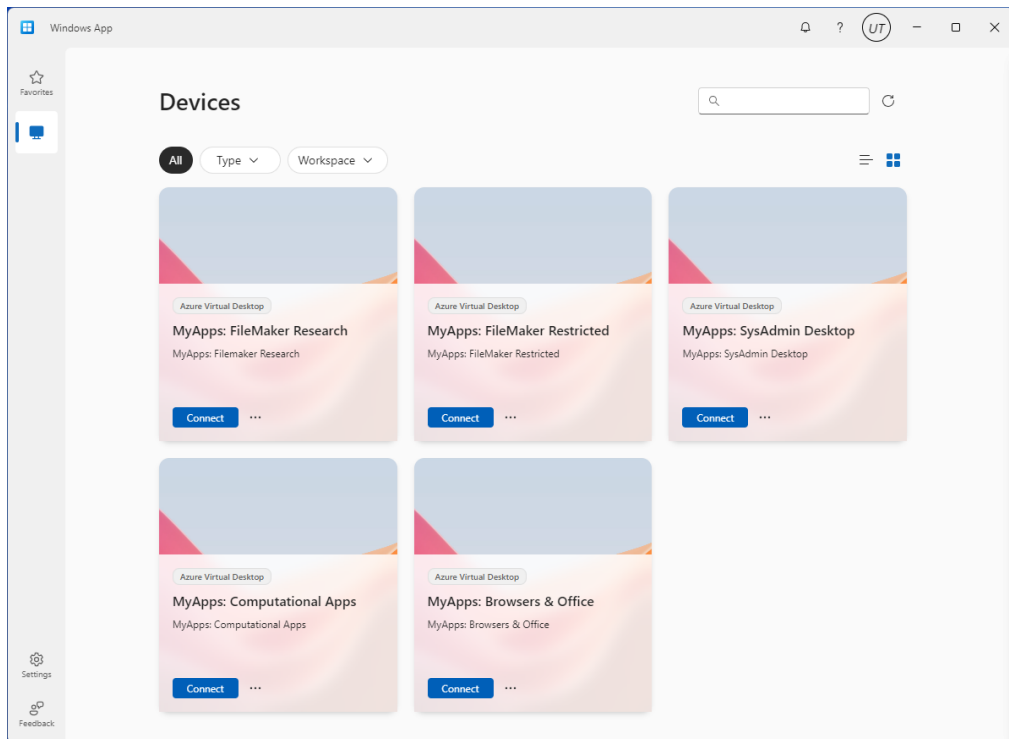 Windows App
?
UT
Favorites
Devices
All
Type
Workspace
Azure Virtual Desktop
MyApps: FileMaker Research
MyApps: Filemaker Research
Connect
...
Azure Virtual Desktop
MyApps: FileMaker Restricted
MyApps: FileMaker Restricted
Connect
...
Azure Virtual Desktop
MyApps: SysAdmin Desktop
MyApps: SysAdmin Desktop
Connect
...
Azure Virtual Desktop
MyApps: Computational Apps
MyApps: Computational Apps
Connect
...
Azure Virtual Desktop
MyApps: Browsers & Office
MyApps: Browsers & Office
Connect
...
Settings
Feedback